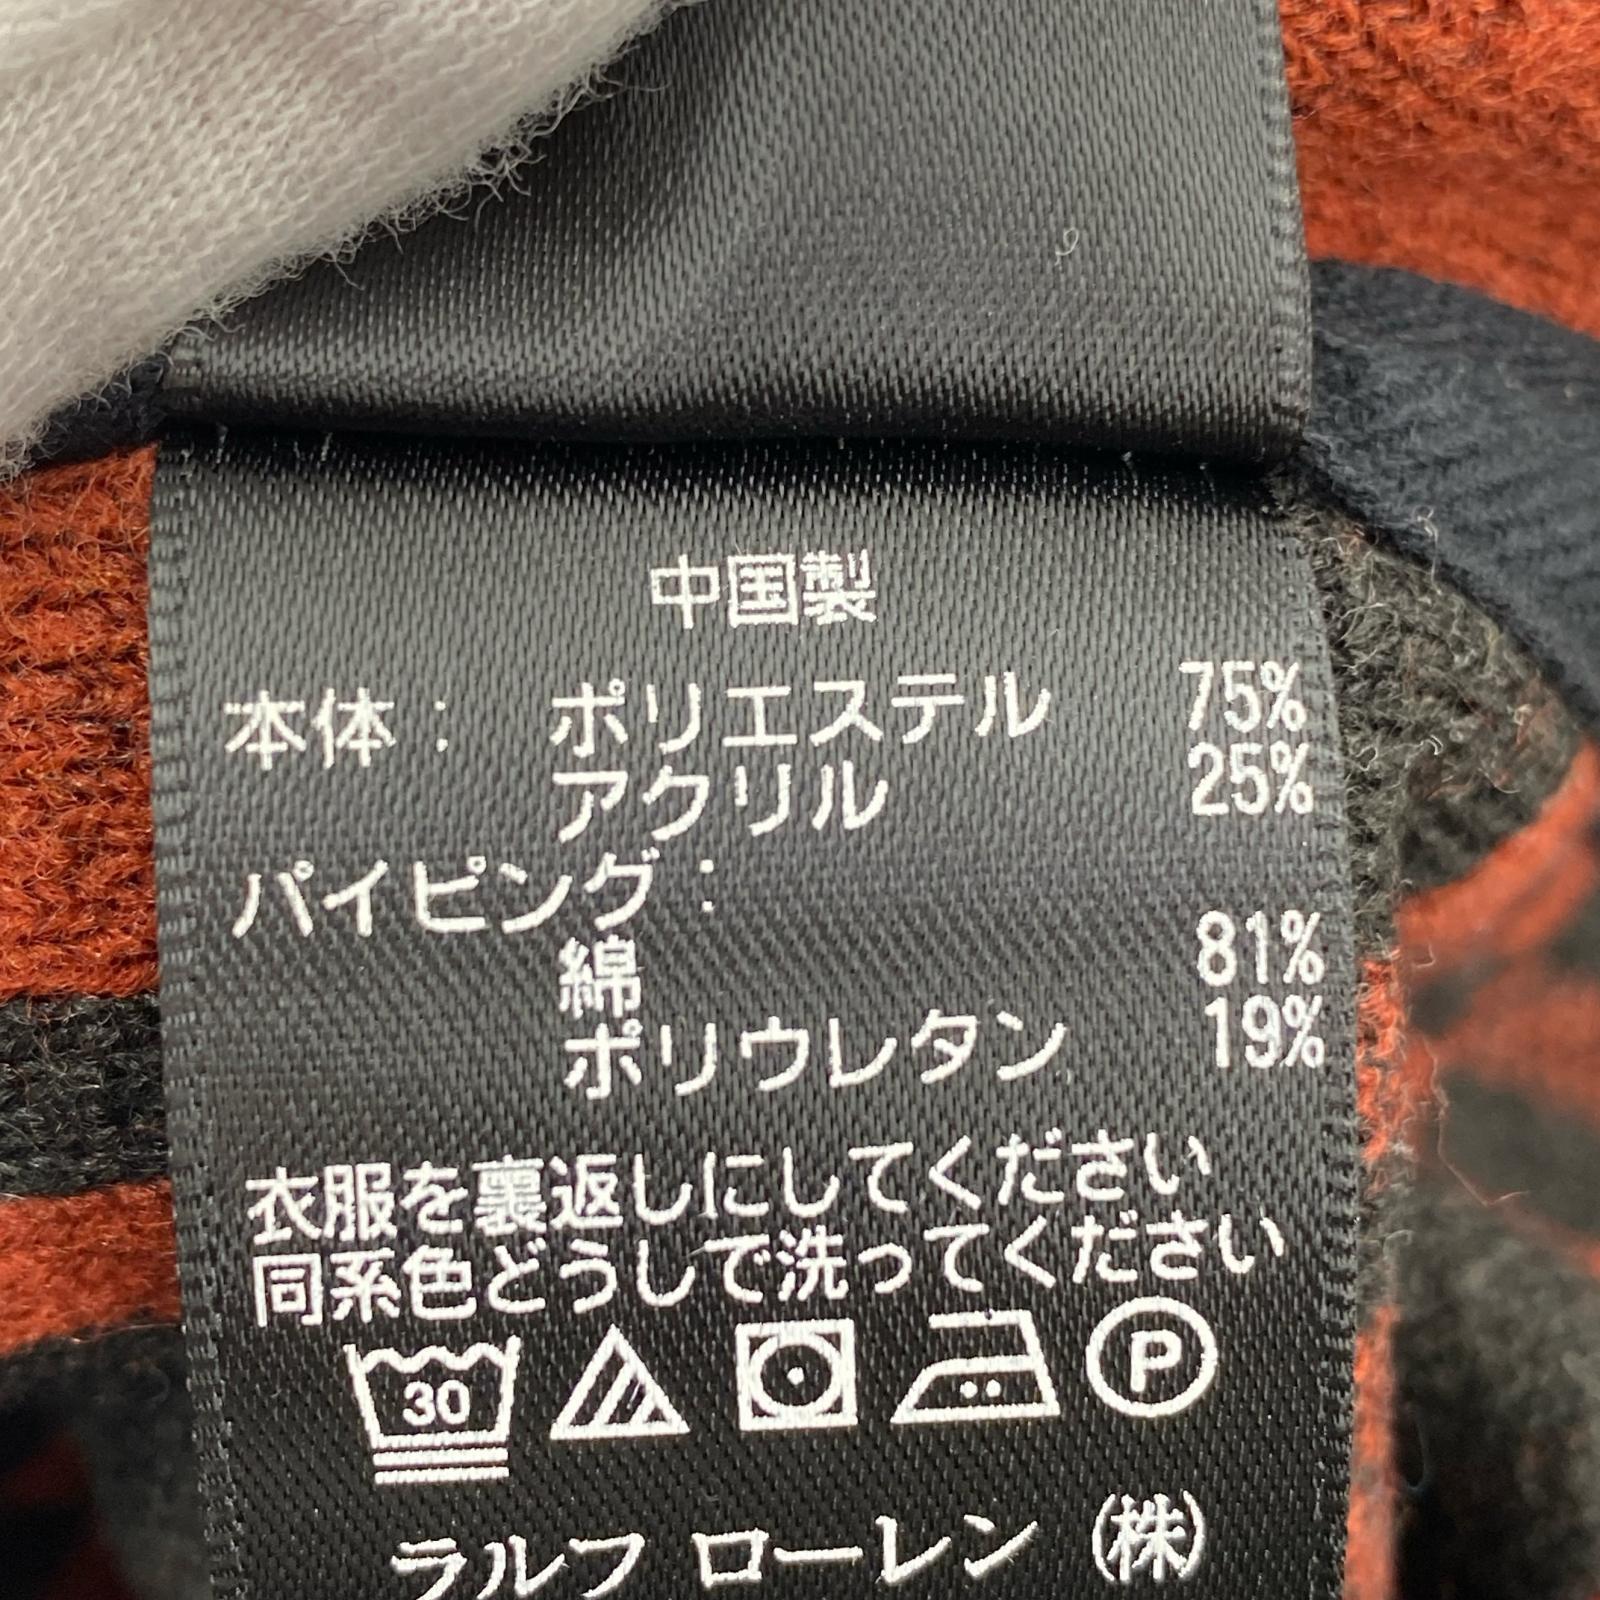 中国製
本体: ポリエステル 75%
アクリル 25%
パイピング:
綿 81%
ポリウレタン 19%
衣服を裏返しにしてください
同系色どうしで洗ってください
30 P
ラルフ ローレン (株)